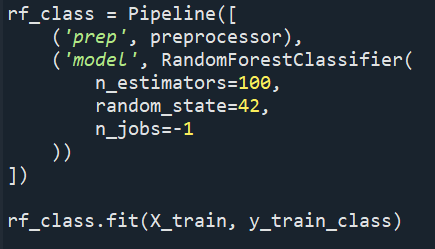 rf_class = Pipeline([
    ('prep', preprocessor),
    ('model', RandomForestClassifier(
        n_estimators=100,
        random_state=42,
        n_jobs=-1
    ))
])
rf_class.fit(X_train, y_train_class)